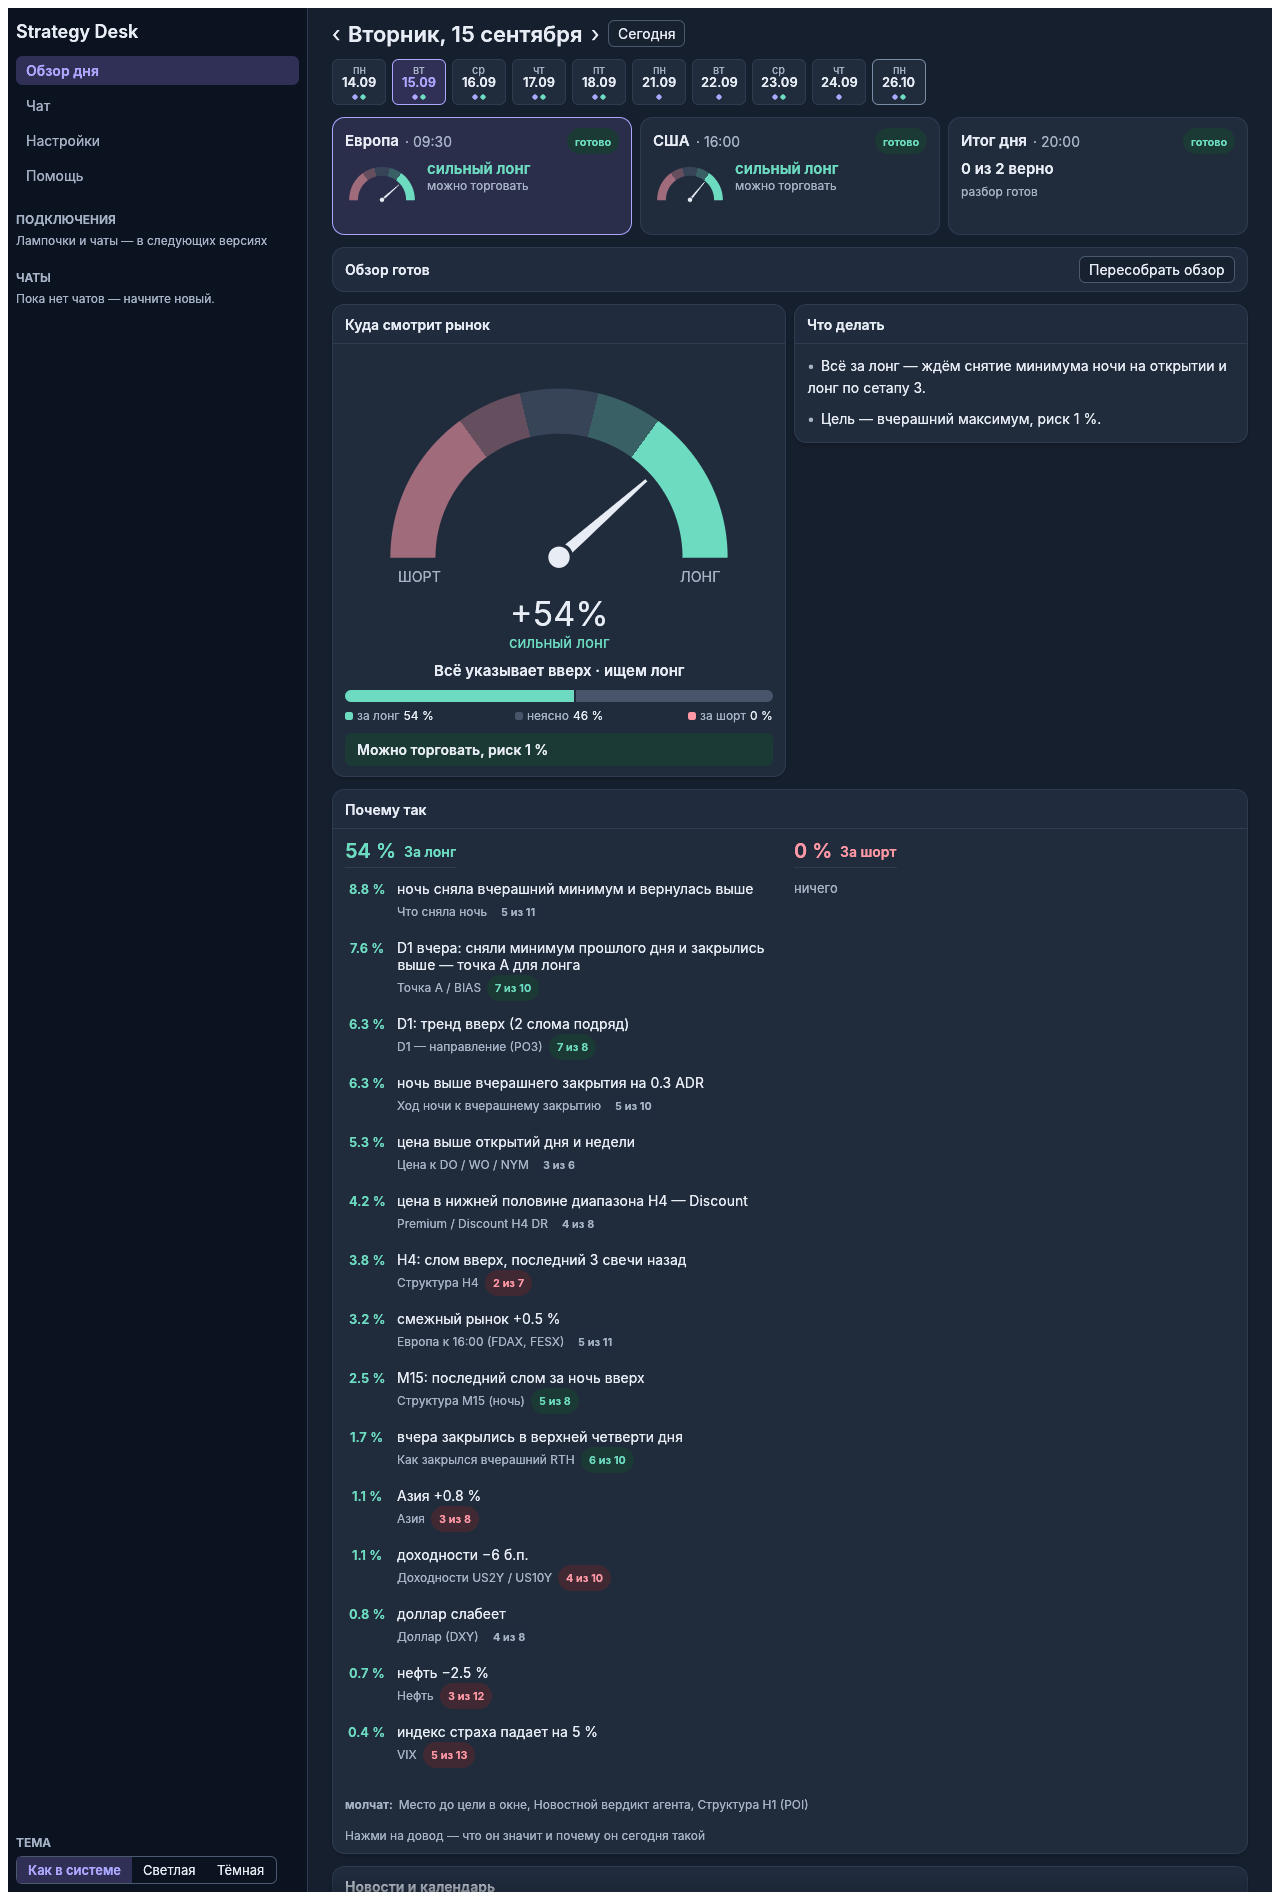 Strategy Desk
Обзор дня
Чат
Настройки
Помощь
ПОДКЛЮЧЕНИЯ
Лампочки и чаты — в следующих версиях
ЧАТЫ
Пока нет чатов — начните новый.
ТЕМА
Как в системе Светлая Тёмная
‹ Вторник, 15 сентября › Сегодня
пн вт ср чт пт пн вт ср чт пн
14.09 15.09 16.09 17.09 18.09 21.09 22.09 23.09 24.09 26.10
Европа · 09:30 готово
СИЛЬНЫЙ ЛОНГ
можно торговать
США · 16:00 готово
СИЛЬНЫЙ ЛОНГ
можно торговать
Итог дня · 20:00 готово
0 из 2 верно
разбор готов
Обзор готов Пересобрать обзор
Куда смотрит рынок
ШОРТ ЛОНГ
+54%
СИЛЬНЫЙ ЛОНГ
Всё указывает вверх · ищем лонг
за лонг 54 % неясно 46 % за шорт 0 %
Можно торговать, риск 1 %
Что делать
• Всё за лонг — ждём снятие минимума ночи на открытии и
лонг по сетапу 3.
• Цель — вчерашний максимум, риск 1 %.
Почему так
54 % За лонг
8.8 % ночь сняла вчерашний минимум и вернулась выше
Что сняла ночь 5 из 11
7.6 % D1 вчера: сняли минимум прошлого дня и закрылись
выше — точка А для лонга
Точка А / BIAS 7 из 10
6.3 % D1: тренд вверх (2 слома подряд)
D1 — направление (PO3) 7 из 8
6.3 % ночь выше вчерашнего закрытия на 0.3 ADR
Ход ночи к вчерашнему закрытию 5 из 10
5.3 % цена выше открытий дня и недели
Цена к DO / WO / NYM 3 из 6
4.2 % цена в нижней половине диапазона H4 — Discount
Premium / Discount H4 DR 4 из 8
3.8 % H4: слом вверх, последний 3 свечи назад
Структура H4 2 из 7
3.2 % смежный рынок +0.5 %
Европа к 16:00 (FDAX, FESX) 5 из 11
2.5 % M15: последний слом за ночь вверх
Структура M15 (ночь) 5 из 8
1.7 % вчера закрылись в верхней четверти дня
Как закрылся вчерашний RTH 6 из 10
1.1 % Азия +0.8 %
Азия 3 из 8
1.1 % доходности −6 б.п.
Доходности US2Y / US10Y 4 из 10
0.8 % доллар слабеет
Доллар (DXY) 4 из 8
0.7 % нефть −2.5 %
Нефть 3 из 12
0.4 % индекс страха падает на 5 %
VIX 5 из 13
0 % За шорт
ничего
молчат: Место до цели в окне, Новостной вердикт агента, Структура H1 (POI)
Нажми на довод — что он значит и почему он сегодня такой
Новости и календарь